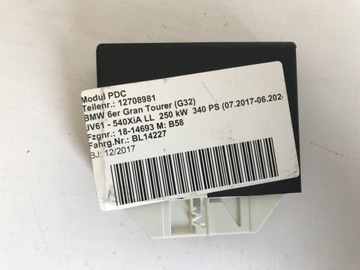 Modul PDC
Teilenr.: 12708981
BMW 6er Gran Tourer (G32)
JV61 - 540XiA LL 250 kW 340 PS (07.2017-06.202
Fzgnr.: 18-14693 M: B58
Fahrg.Nr.: BL14227
BJ: 12/2017